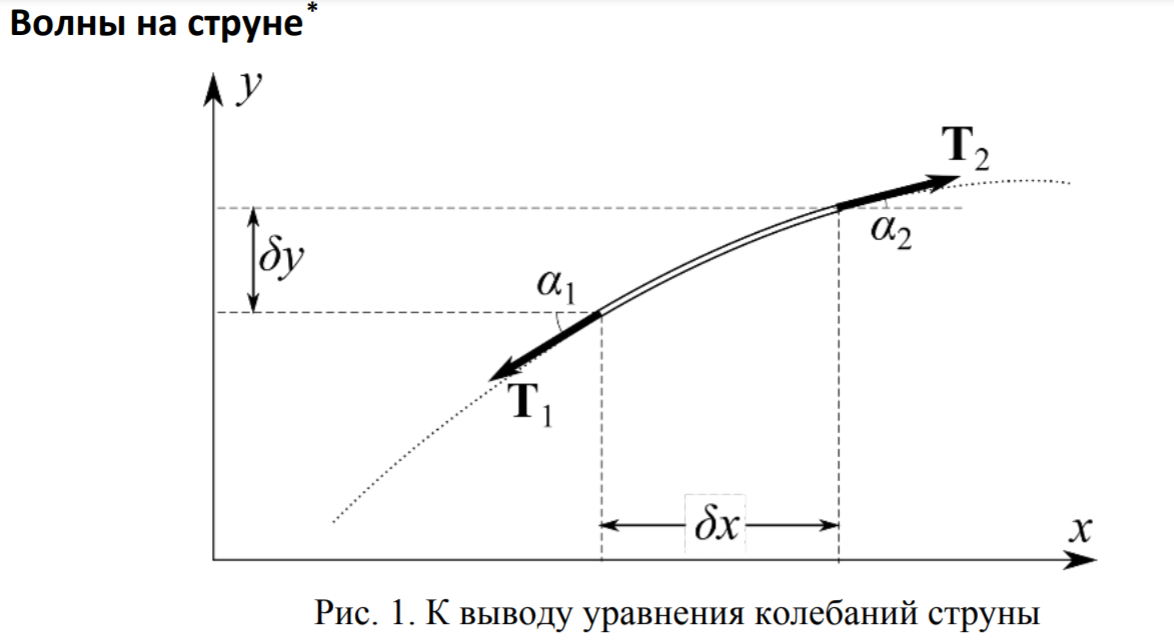 Волны на струне*
y
T₂
δy
α₂
α₁
T₁
δx
x
Рис. 1. К выводу уравнения колебаний струны